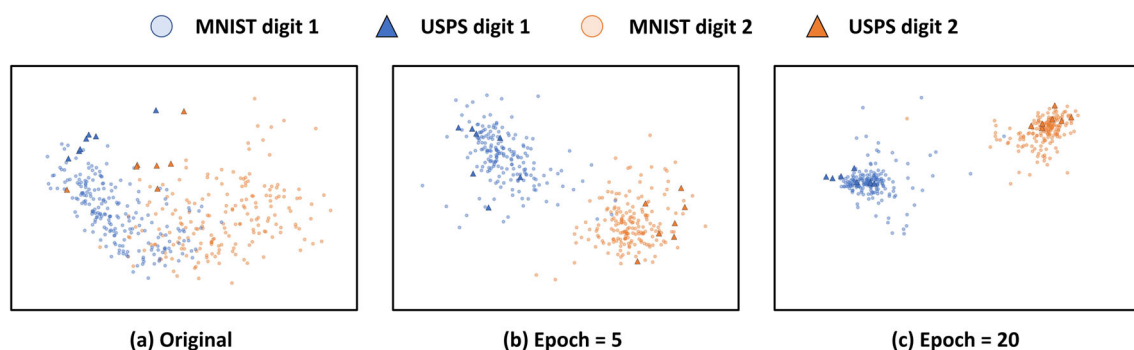 MNIST digit 1 USPS digit 1 MNIST digit 2 USPS digit 2
(a) Original (b) Epoch = 5 (c) Epoch = 20